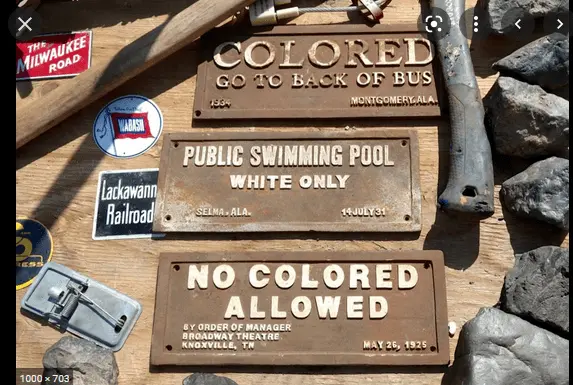 THE
MILWAUKEE
ROAD
COLORED
GO TO BACK OF BUS
1934 MONTGOMERY, ALA.
WABASH
PUBLIC SWIMMING POOL
WHITE ONLY
SELMA, ALA. 14 JULY 31
Lackawann
Railroad
NO COLORED
ALLOWED
BY ORDER OF MANAGER
BROADWAY THEATRE
KNOXVILLE, TN MAY 26, 1925
ESS
1000 × 703